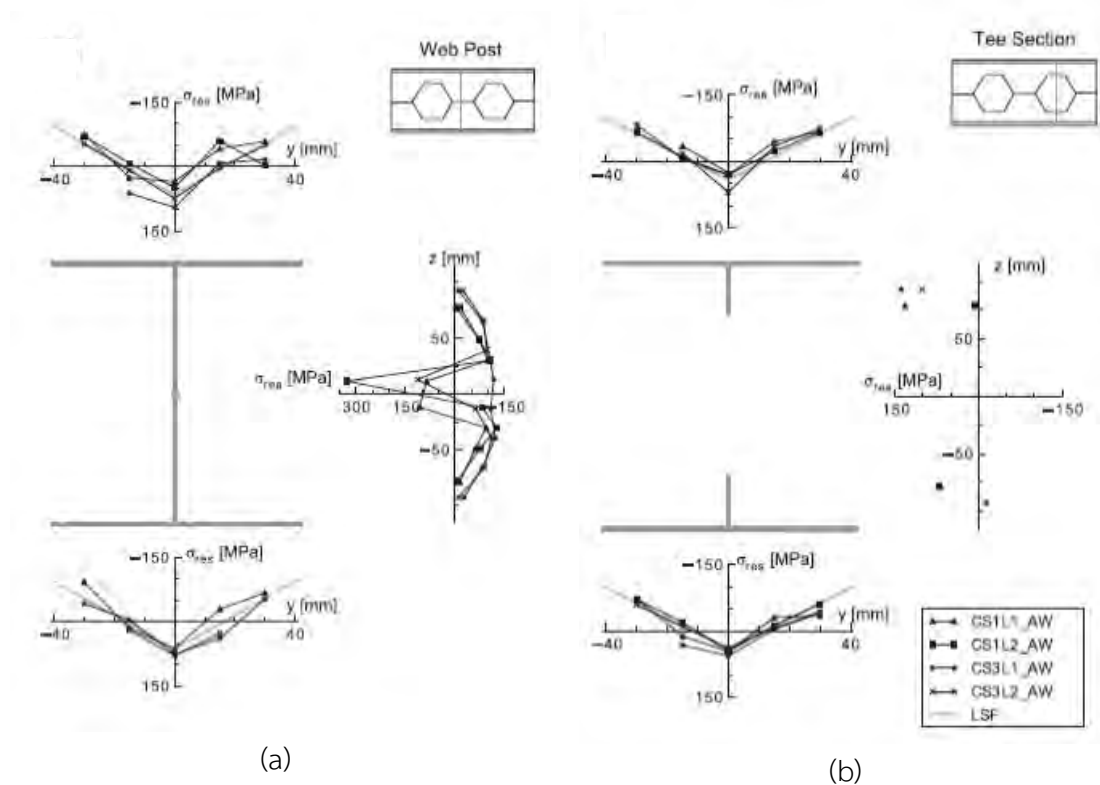 Web Post
−150 σres [MPa]
y [mm]
−40
40
150
z [mm]
50
σres [MPa]
300
150
150
−50
−150 σres [MPa]
y [mm]
−40
40
150
(a)
Tee Section
−150 σres [MPa]
y [mm]
−40
40
150
z [mm]
50
σres [MPa]
150
−150
−50
−150 σres [MPa]
y [mm]
−40
40
150
CS1L1_AW
CS1L2_AW
CS3L1_AW
CS3L2_AW
LSF
(b)